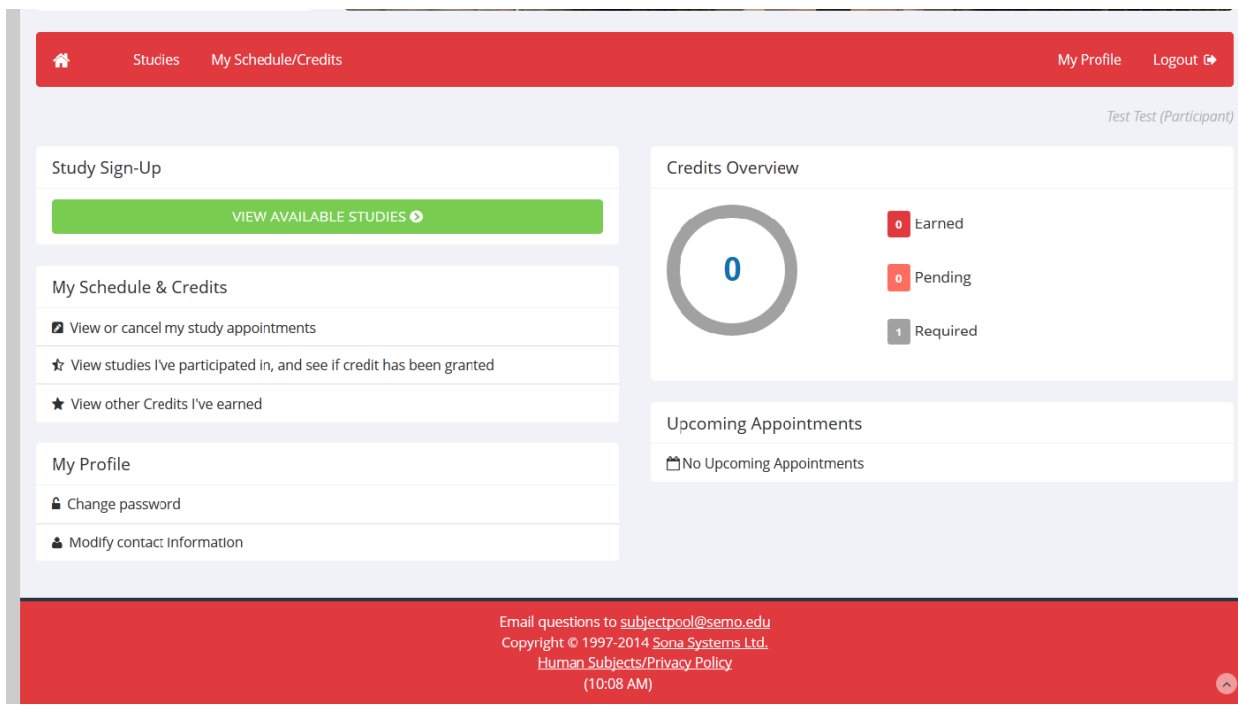 Studies My Schedule/Credits My Profile Logout
Test Test (Participant)
Study Sign-Up
VIEW AVAILABLE STUDIES
My Schedule & Credits
View or cancel my study appointments
View studies I've participated in, and see if credit has been granted
View other Credits I've earned
My Profile
Change password
Modify contact information
Credits Overview
0
0 Earned
0 Pending
1 Required
Upcoming Appointments
No Upcoming Appointments
Email questions to subjectpool@semo.edu
Copyright © 1997-2014 Sona Systems Ltd.
Human Subjects/Privacy Policy
(10:08 AM)